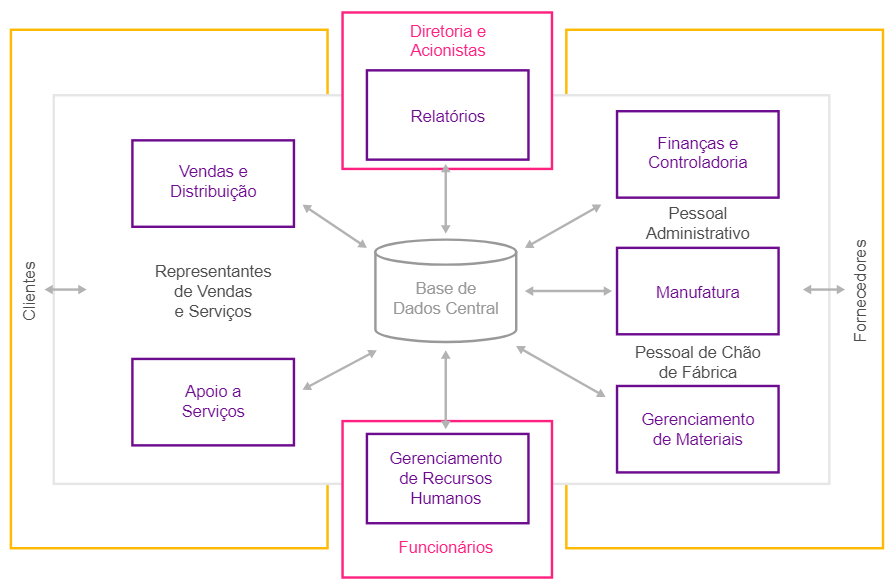 Diretoria e
Acionistas
Relatórios
Finanças e
Controladoria
Vendas e
Distribuição
Pessoal
Administrativo
Clientes
Representantes
de Vendas
e Serviços
Base de
Dados Central
Manufatura
Fornecedores
Pessoal de Chão
de Fábrica
Apoio a
Serviços
Gerenciamento
de Materiais
Gerenciamento
de Recursos
Humanos
Funcionários